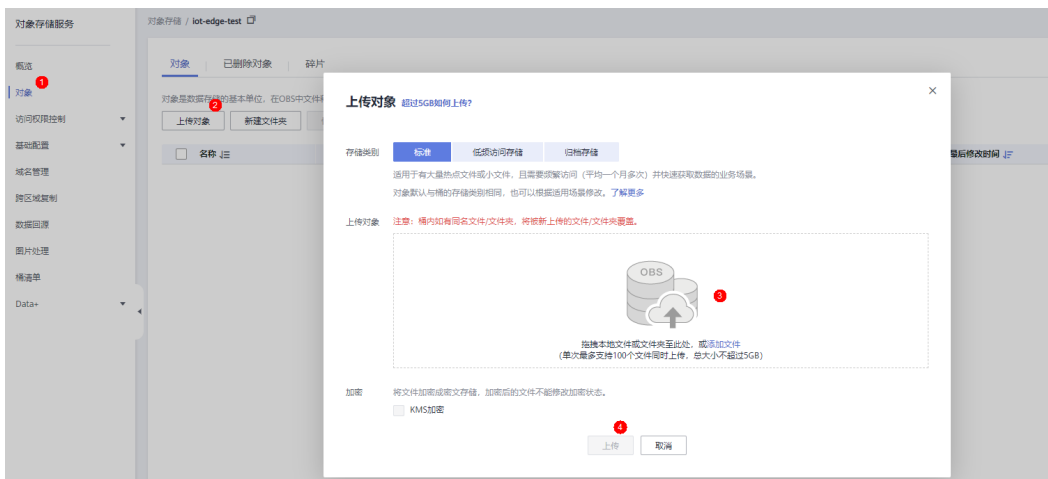 对象存储服务
对象存储 / iot-edge-test
概览
1
对象
访问权限控制
基础配置
域名管理
跨区域复制
数据回源
图片处理
桶清单
Data+
对象
已删除对象
碎片
对象是数据存储的基本单位,在OBS中文件和
2
上传对象
新建文件夹
名称
最后修改时间
上传对象 超过5GB如何上传?
存储类别
标准
低频访问存储
归档存储
适用于有大量热点文件或小文件,且需要频繁访问(平均一个月多次)并快速获取数据的业务场景。
对象默认与桶的存储类别相同,也可以根据适用场景修改。了解更多
上传对象
注意:桶内如有同名文件/文件夹,将被新上传的文件/文件夹覆盖。
OBS
3
拖拽本地文件或文件夹至此处,或添加文件
(单次最多支持100个文件同时上传,总大小不超过5GB)
加密
将文件加密成密文存储,加密后的文件不能修改加密状态。
KMS加密
4
上传
取消